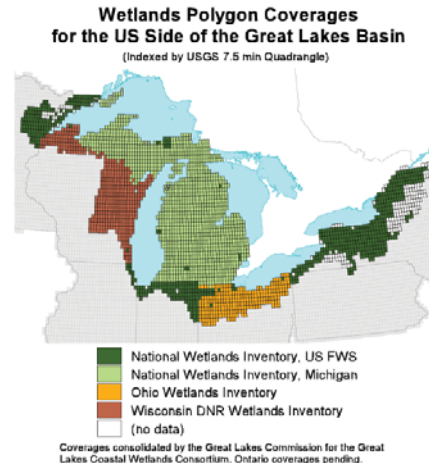 Wetlands Polygon Coverages
for the US Side of the Great Lakes Basin
(Indexed by USGS 7.5 min Quadrangle)
National Wetlands Inventory, US FWS
National Wetlands Inventory, Michigan
Ohio Wetlands Inventory
Wisconsin DNR Wetlands Inventory
(no data)
Coverages consolidated by the Great Lakes Commission for the Great
Lakes Coastal Wetlands Consortium. Ontario coverages pending.